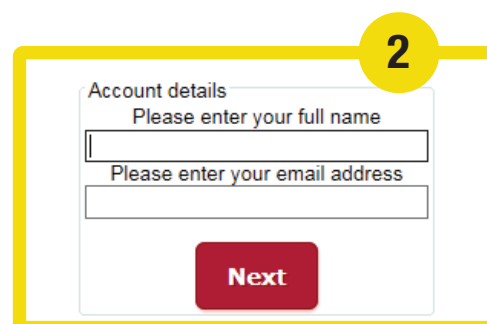 2
Account details
Please enter your full name
Please enter your email address
Next